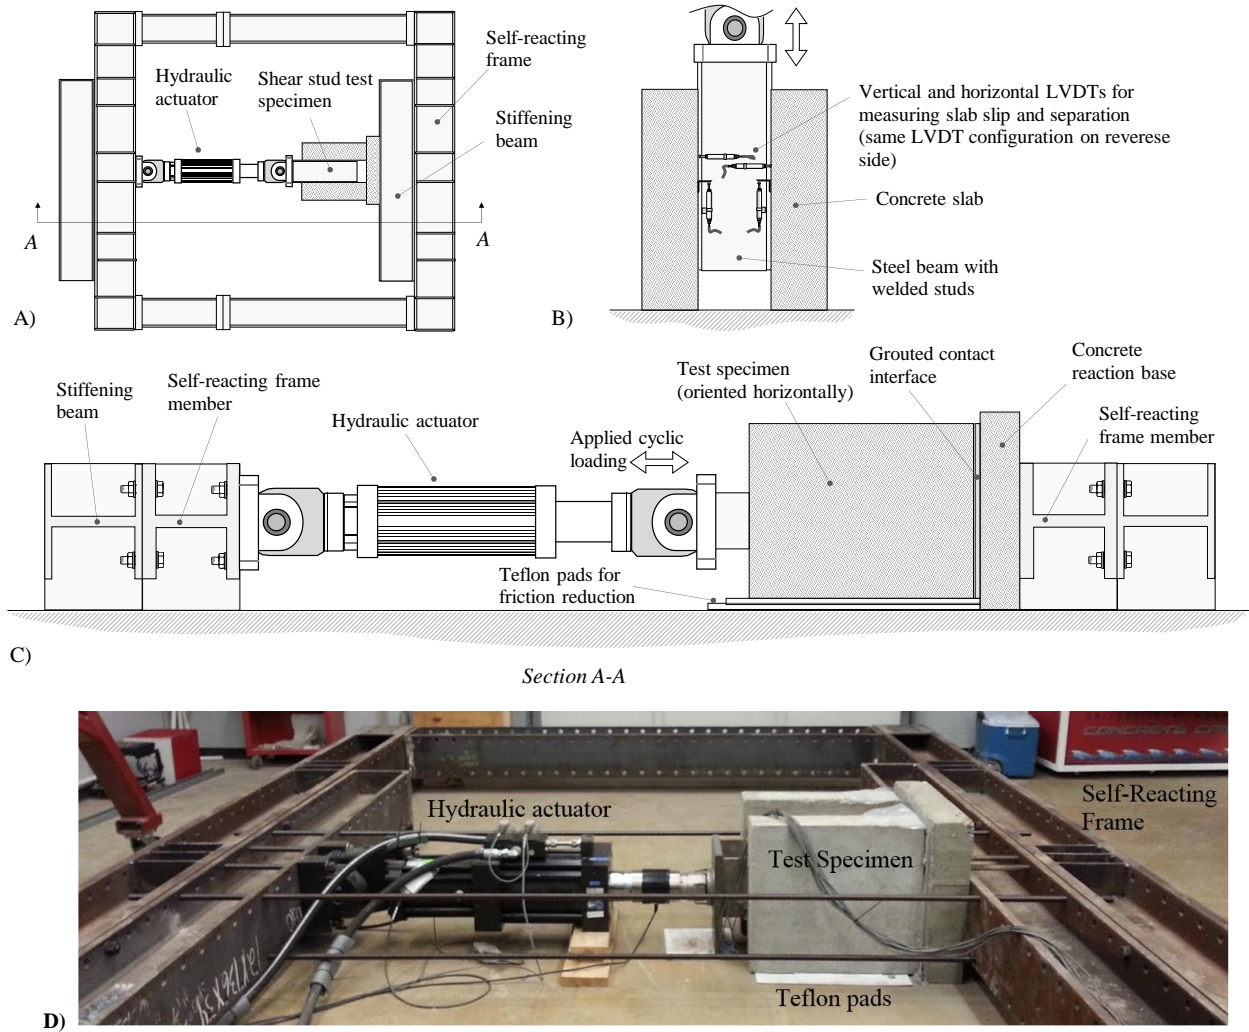 Self-reacting
frame
Hydraulic
actuator
Shear stud test
specimen
Stiffening
beam
A
A
A)
Vertical and horizontal LVDTs for
measuring slab slip and separation
(same LVDT configuration on reverese
side)
Concrete slab
Steel beam with
welded studs
B)
Stiffening
beam
Self-reacting frame
member
Hydraulic actuator
Applied cyclic
loading
Test specimen
(oriented horizontally)
Grouted contact
interface
Concrete
reaction base
Self-reacting
frame member
Teflon pads for
friction reduction
C)
Section A-A
Hydraulic actuator
Test Specimen
Self-Reacting
Frame
Teflon pads
D)